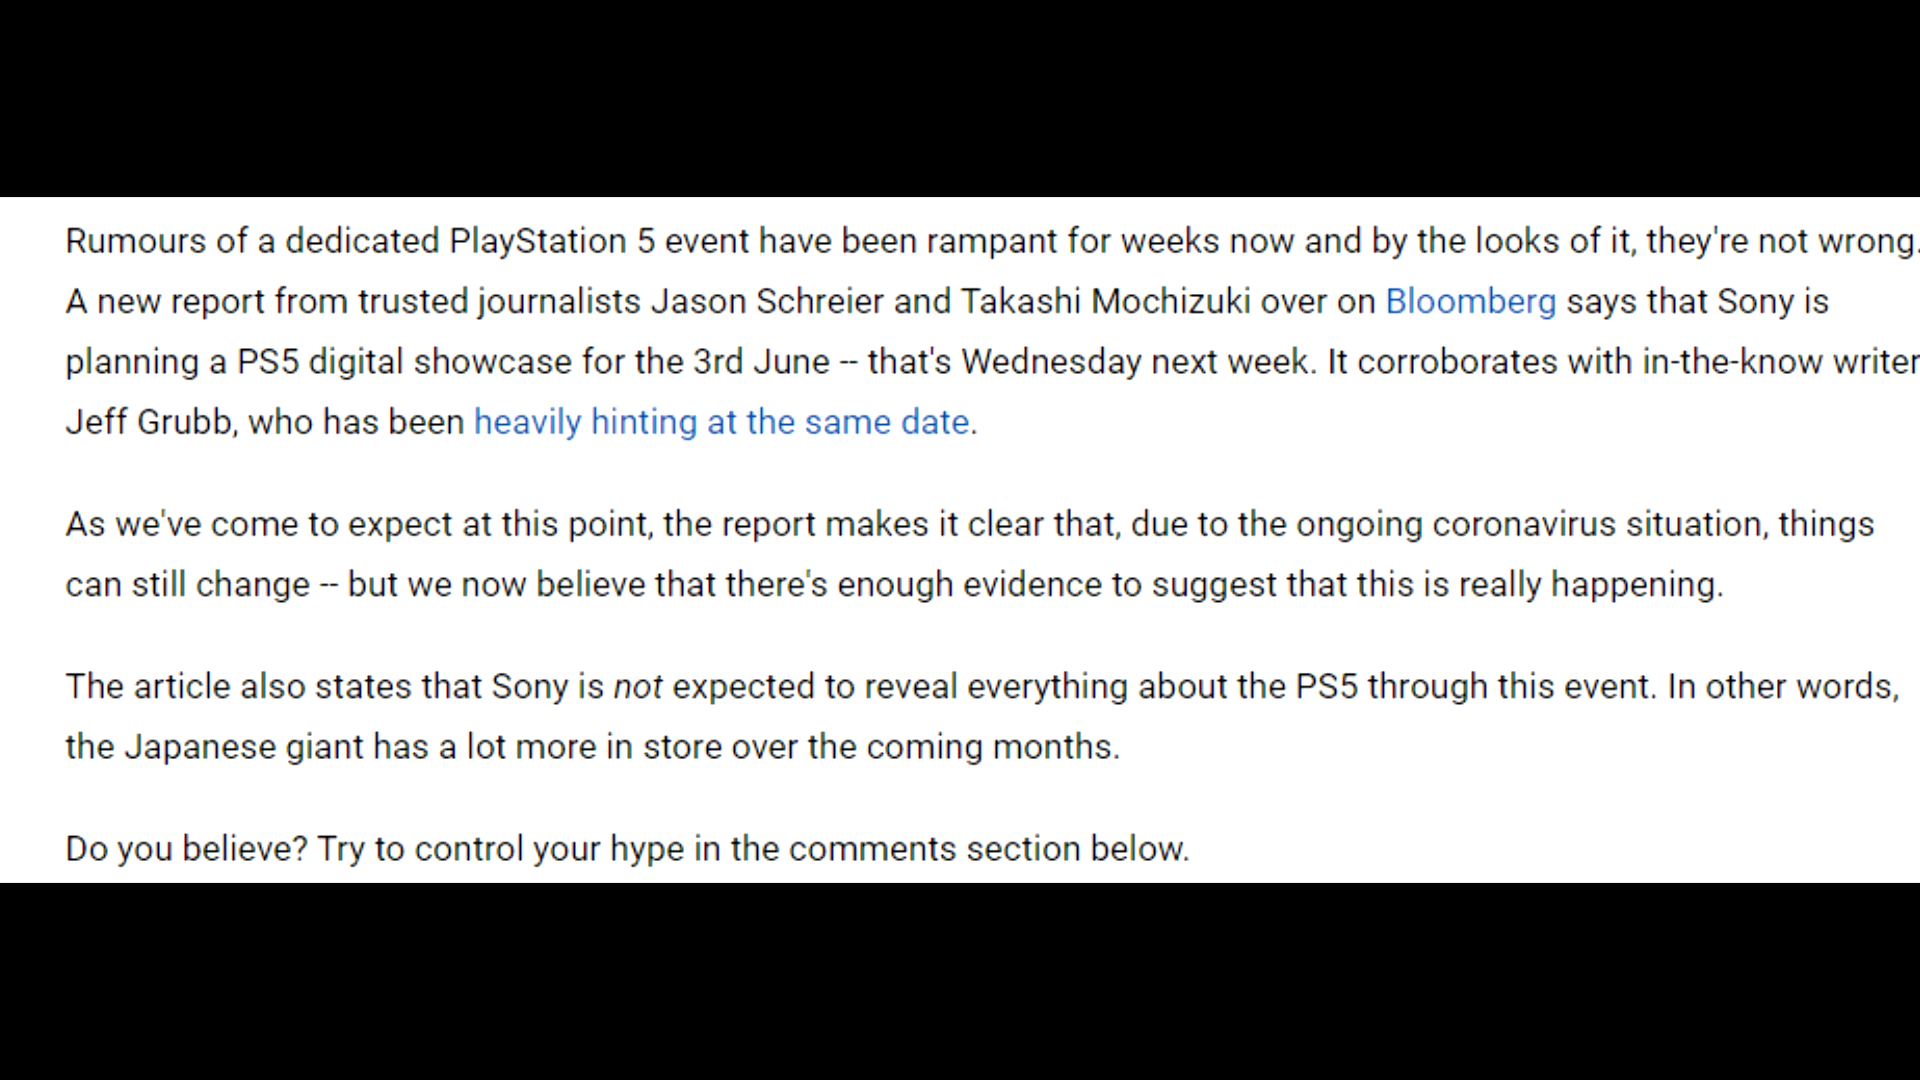 Rumours of a dedicated PlayStation 5 event have been rampant for weeks now and by the looks of it, they're not wrong.
A new report from trusted journalists Jason Schreier and Takashi Mochizuki over on Bloomberg says that Sony is
planning a PS5 digital showcase for the 3rd June -- that's Wednesday next week. It corroborates with in-the-know writer
Jeff Grubb, who has been heavily hinting at the same date.
As we've come to expect at this point, the report makes it clear that, due to the ongoing coronavirus situation, things
can still change -- but we now believe that there's enough evidence to suggest that this is really happening.
The article also states that Sony is not expected to reveal everything about the PS5 through this event. In other words,
the Japanese giant has a lot more in store over the coming months.
Do you believe? Try to control your hype in the comments section below.